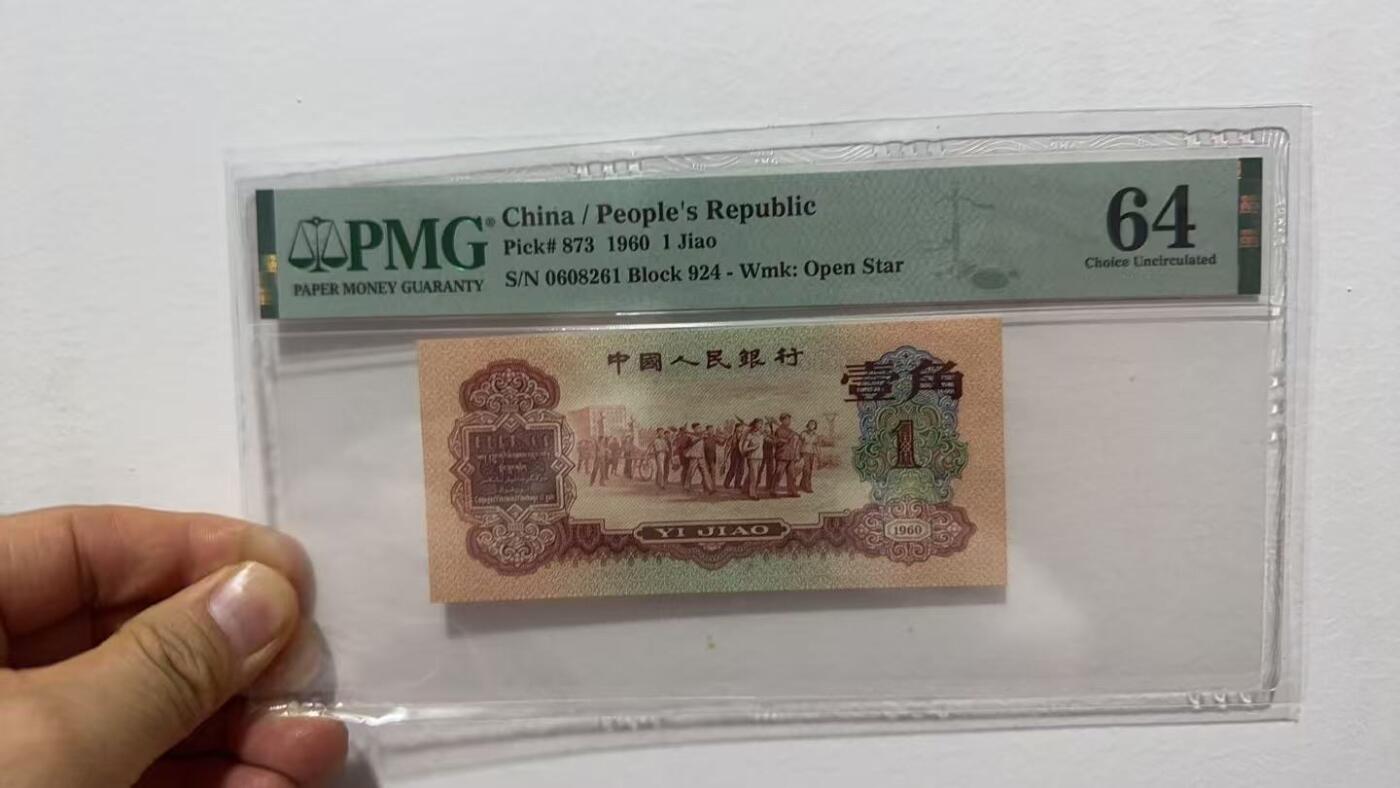 PMG®
PAPER MONEY GUARANTY
China / People's Republic
Pick# 873 1960 1 Jiao
S/N 0608261 Block 924 - Wmk: Open Star
64
Choice Uncirculated
中國人民銀行
壹角
1
YI JIAO
1960